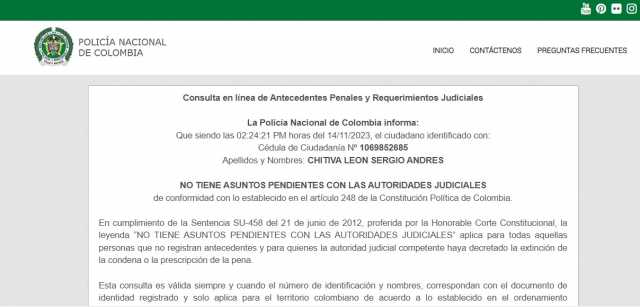 You Tube
POLICÍA NACIONAL
DE COLOMBIA
INICIO CONTÁCTENOS PREGUNTAS FRECUENTES
Consulta en línea de Antecedentes Penales y Requerimientos Judiciales
La Policía Nacional de Colombia informa:
Que siendo las 02:24:21 PM horas del 14/11/2023, el ciudadano identificado con:
Cédula de Ciudadanía Nº 1069852685
Apellidos y Nombres: CHITIVA LEON SERGIO ANDRES
NO TIENE ASUNTOS PENDIENTES CON LAS AUTORIDADES JUDICIALES
de conformidad con lo establecido en el artículo 248 de la Constitución Política de Colombia.
En cumplimiento de la Sentencia SU-458 del 21 de junio de 2012, proferida por la Honorable Corte Constitucional, la
leyenda “NO TIENE ASUNTOS PENDIENTES CON LAS AUTORIDADES JUDICIALES” aplica para todas aquellas
personas que no registran antecedentes y para quienes la autoridad judicial competente haya decretado la extinción de
la condena o la prescripción de la pena.
Esta consulta es válida siempre y cuando el número de identificación y nombres, correspondan con el documento de
identidad registrado y solo aplica para el territorio colombiano de acuerdo a lo establecido en el ordenamiento